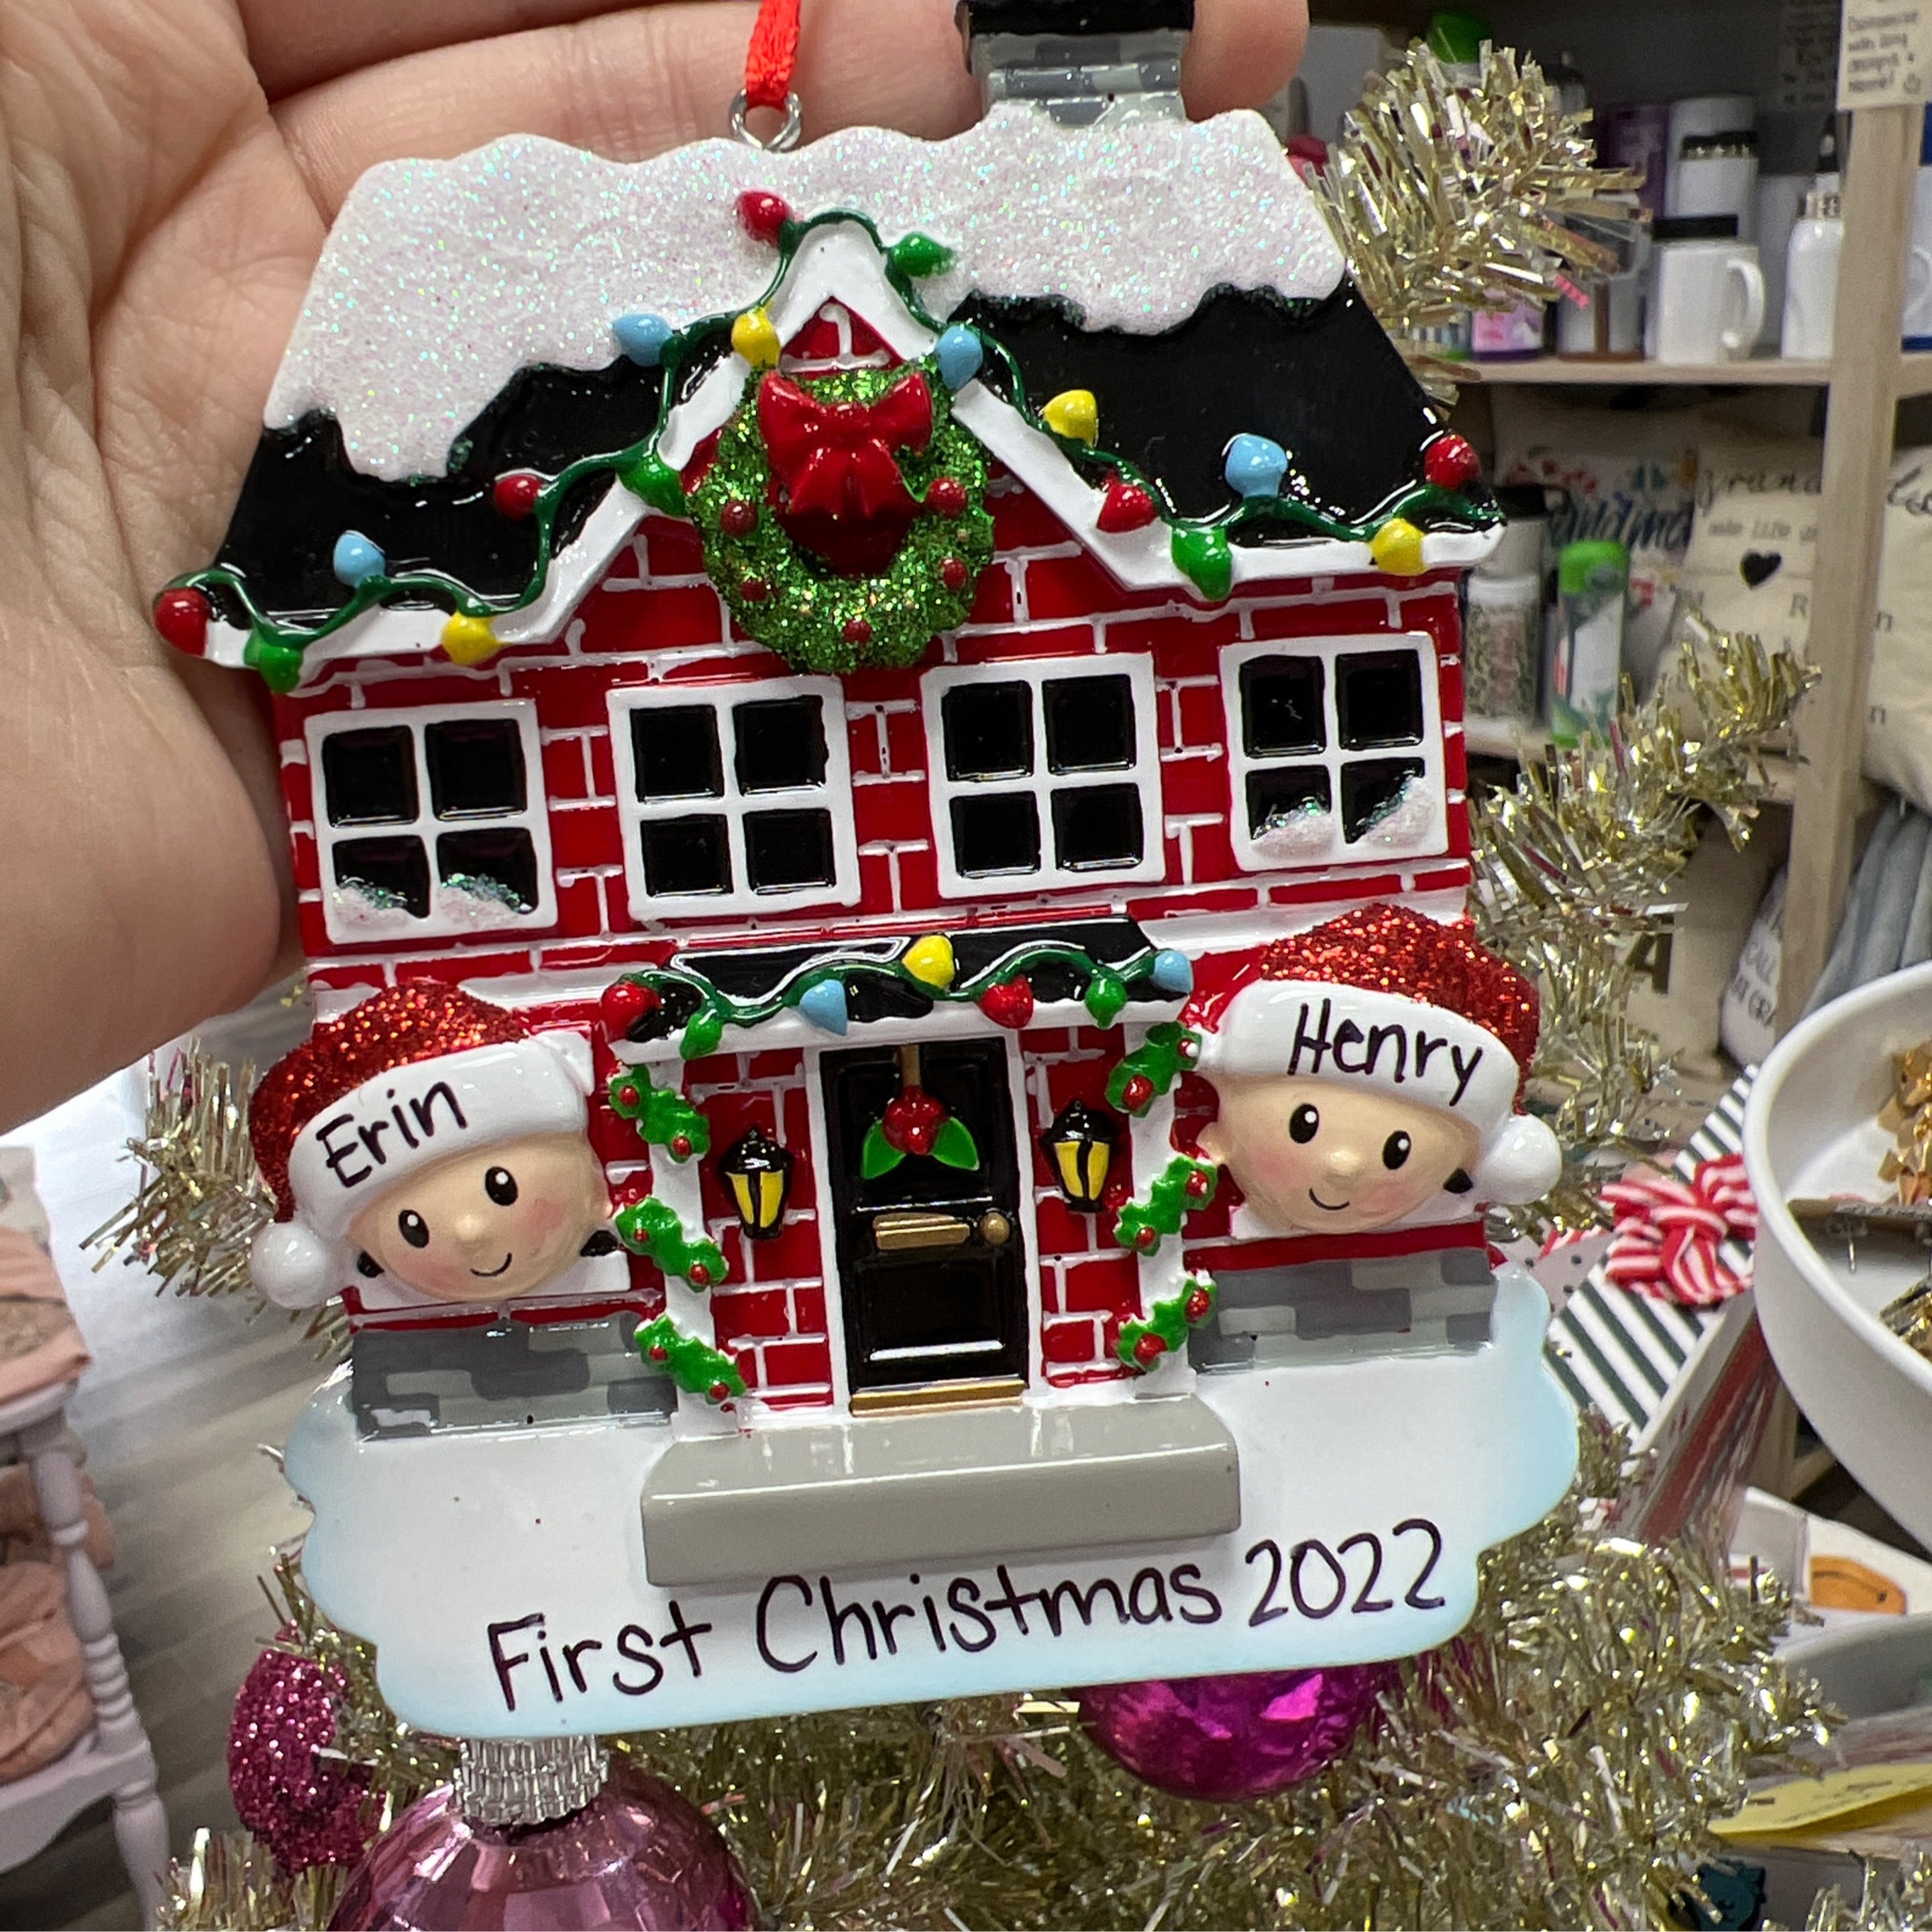 Erin
Henry
First Christmas 2022